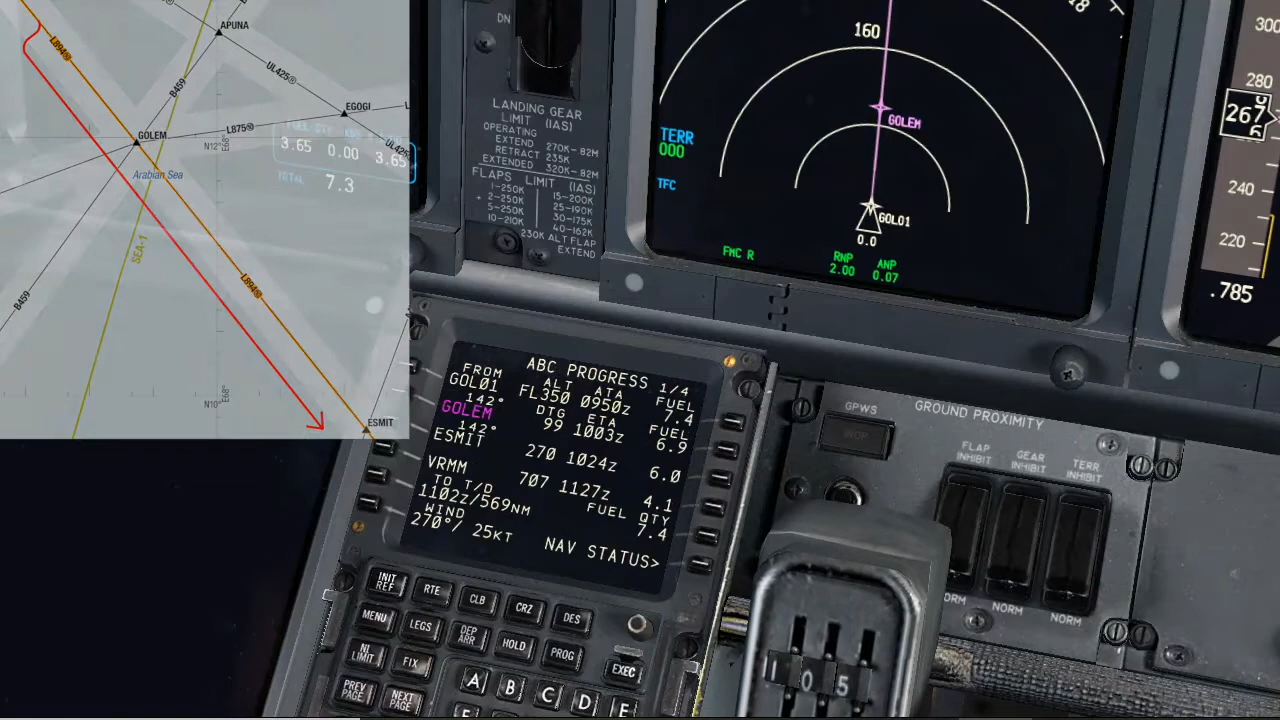 APUNA
L894
B459
UL425
EGOGI
GOLEM
L875
N12°
E68°
UL425
Arabian Sea
SEA-1
B459
L894
N10°
E68°
ESMIT
3.65 0.00 3.65
TOTAL
7.3
DN
LANDING GEAR
LIMIT (IAS)
OPERATING
EXTEND 270K-82M
RETRACT 235K
EXTENDED 320K-82M
FLAPS LIMIT (IAS)
1-250K 15-200K
2-250K 25-190K
5-250K 30-175K
10-210K 40-162K
230K ALT FLAP
EXTEND
160
GOLEM
TERR
000
TFC
GOL01
0.0
FMC R
RNP ANP
2.00 0.07
300
280
267
240
220
.785
ABC PROGRESS 1/4
FROM ALT ATA FUEL
GOL01 FL350 0950z 7.4
142° DTG ETA FUEL
GOLEM 99 1003z 6.9
142°
ESMIT 270 1024z 6.0
VRMM 707 1127z 4.1
TO T/D FUEL QTY
1102z/569NM 7.4
WIND
270°/ 25KT NAV STATUS>
INIT REF
RTE
CLB
CRZ
DES
MENU
LEGS
DEP ARR
HOLD
PROG
EXEC
N1 LIMIT
FIX
PREV PAGE
NEXT PAGE
A
B
C
D
E
GPWS
INOP
GROUND PROXIMITY
FLAP INHIBIT
GEAR INHIBIT
TERR INHIBIT
NORM
NORM
0 5